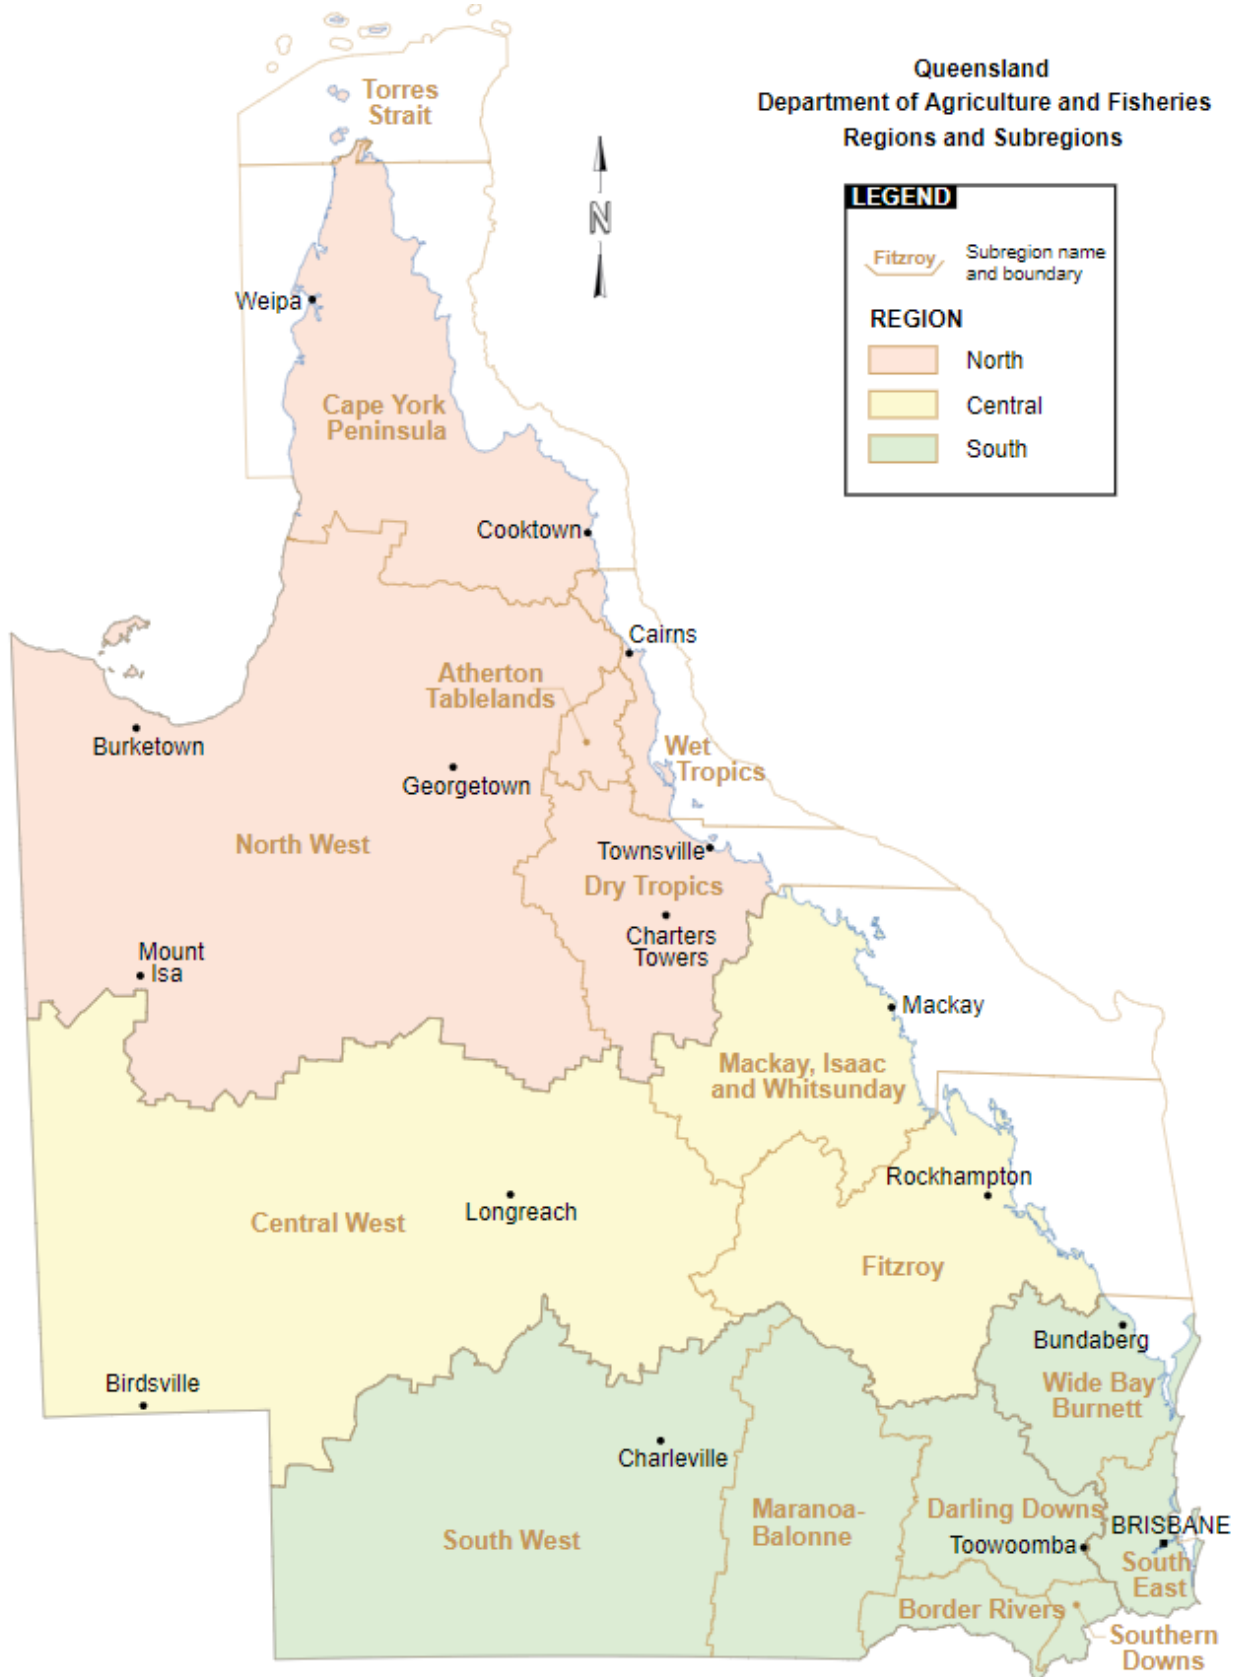 Queensland
Department of Agriculture and Fisheries
Regions and Subregions
LEGEND
Fitzroy
Subregion name
and boundary
REGION
North
Central
South
N
Torres
Strait
Weipa
Cape York
Peninsula
Cooktown
Cairns
Atherton
Tablelands
Burketown
Georgetown
Wet
Tropics
North West
Townsville
Dry Tropics
Charters
Towers
Mount
Isa
Mackay
Mackay, Isaac
and Whitsunday
Rockhampton
Longreach
Central West
Fitzroy
Bundaberg
Birdsville
Wide Bay
Burnett
Charleville
South West
Maranoa-
Balonne
Darling Downs
Toowoomba
BRISBANE
South
East
Border Rivers
Southern
Downs